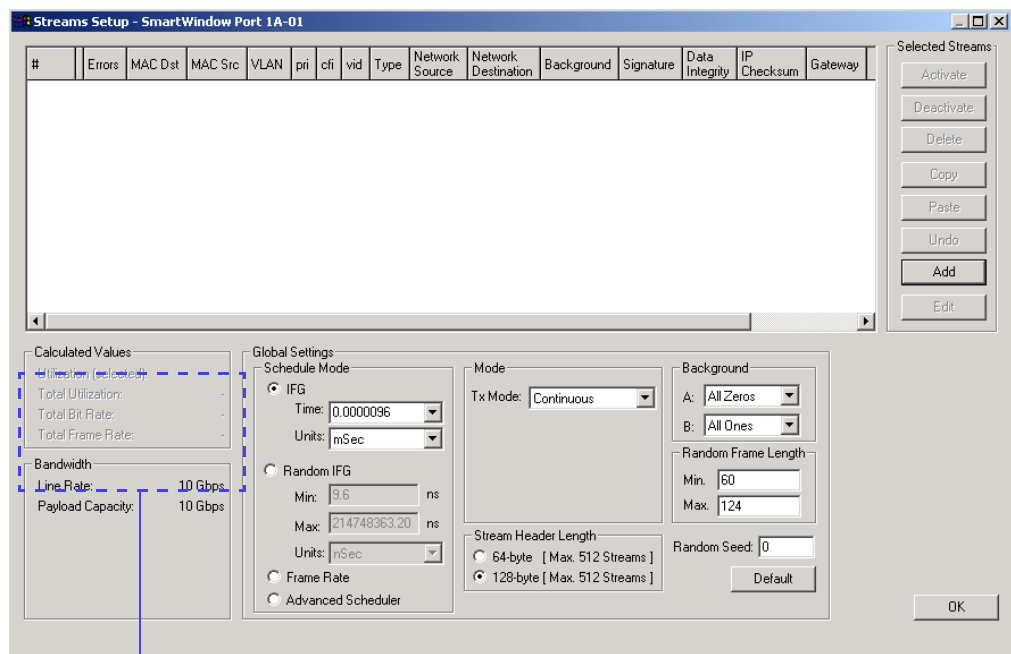 Streams Setup - SmartWindow Port 1A-01
# Errors MAC Dst MAC Src VLAN pri cfi vid Type Network Source Network Destination Background Signature Data Integrity IP Checksum Gateway
Selected Streams
Activate
Deactivate
Delete
Copy
Paste
Undo
Add
Edit
Calculated Values
Utilization (selected):
Total Utilization: -
Total Bit Rate: -
Total Frame Rate: -
Bandwidth
Line Rate: 10 Gbps
Payload Capacity: 10 Gbps
Global Settings
Schedule Mode
IFG
Time: 0.0000096
Units: mSec
Random IFG
Min: 9.6 ns
Max: 214748363.20 ns
Units: nSec
Frame Rate
Advanced Scheduler
Mode
Tx Mode: Continuous
Stream Header Length
64-byte [ Max. 512 Streams ]
128-byte [ Max. 512 Streams ]
Background
A: All Zeros
B: All Ones
Random Frame Length
Min. 60
Max. 124
Random Seed: 0
Default
OK